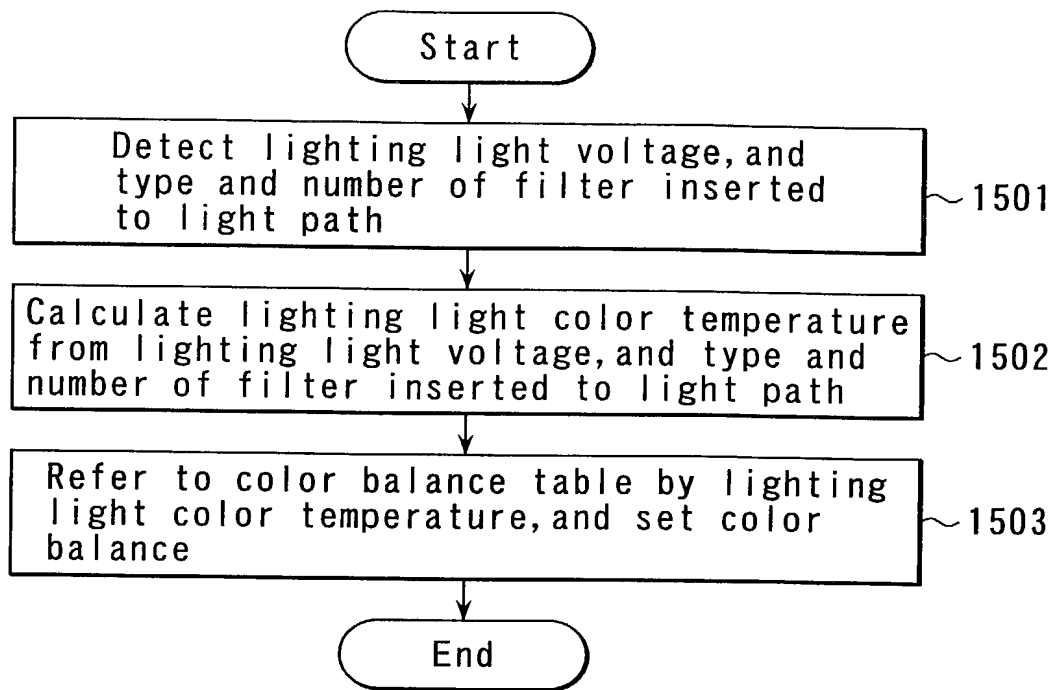 Start
Detect lighting light voltage,and
type and number of filter inserted
to light path
1501
Calculate lighting light color temperature
from lighting light voltage,and type and
number of filter inserted to light path
1502
Refer to color balance table by lighting
light color temperature,and set color
balance
1503
End